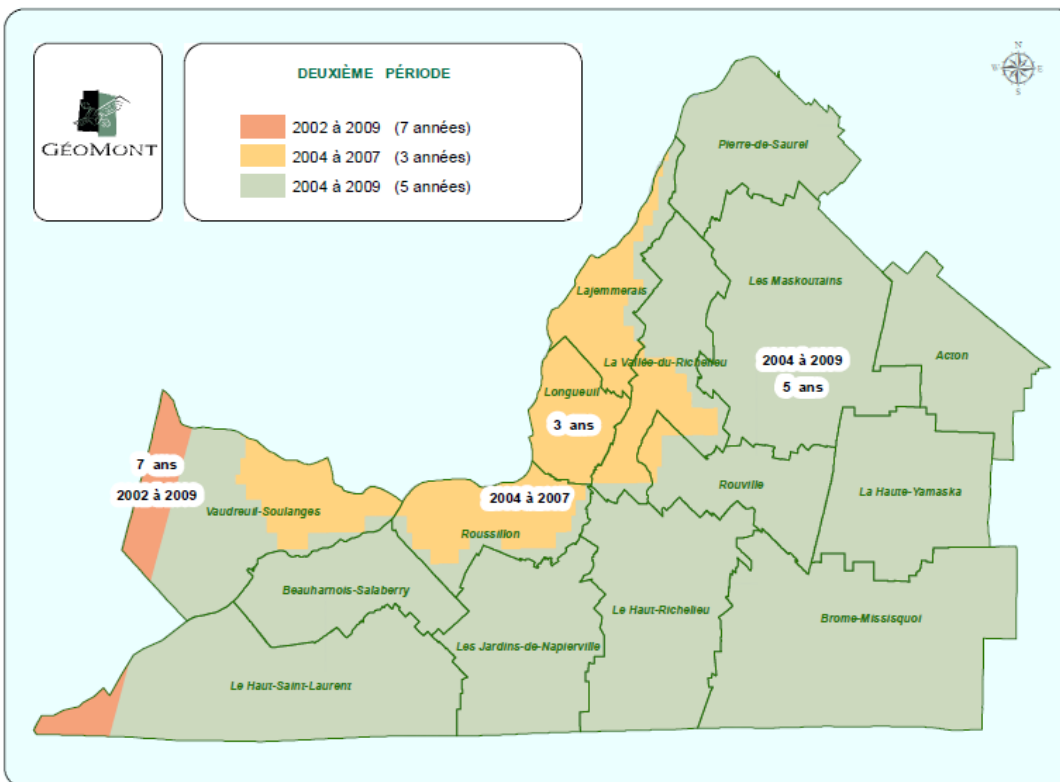 GÉOMONT
DEUXIÈME PÉRIODE
2002 à 2009 (7 années)
2004 à 2007 (3 années)
2004 à 2009 (5 années)
N
W E
S
Pierre-de-Saurel
Les Maskoutains
Lajemmerais
Acton
La Vallée-du-Richelieu
2004 à 2009
5 ans
Longueuil
3 ans
7 ans
2002 à 2009
Vaudreuil-Soulanges
2004 à 2007
Roussillon
Rouville
La Haute-Yamaska
Beauharnois-Salaberry
Le Haut-Richelieu
Brome-Missisquoi
Les Jardins-de-Napierville
Le Haut-Saint-Laurent